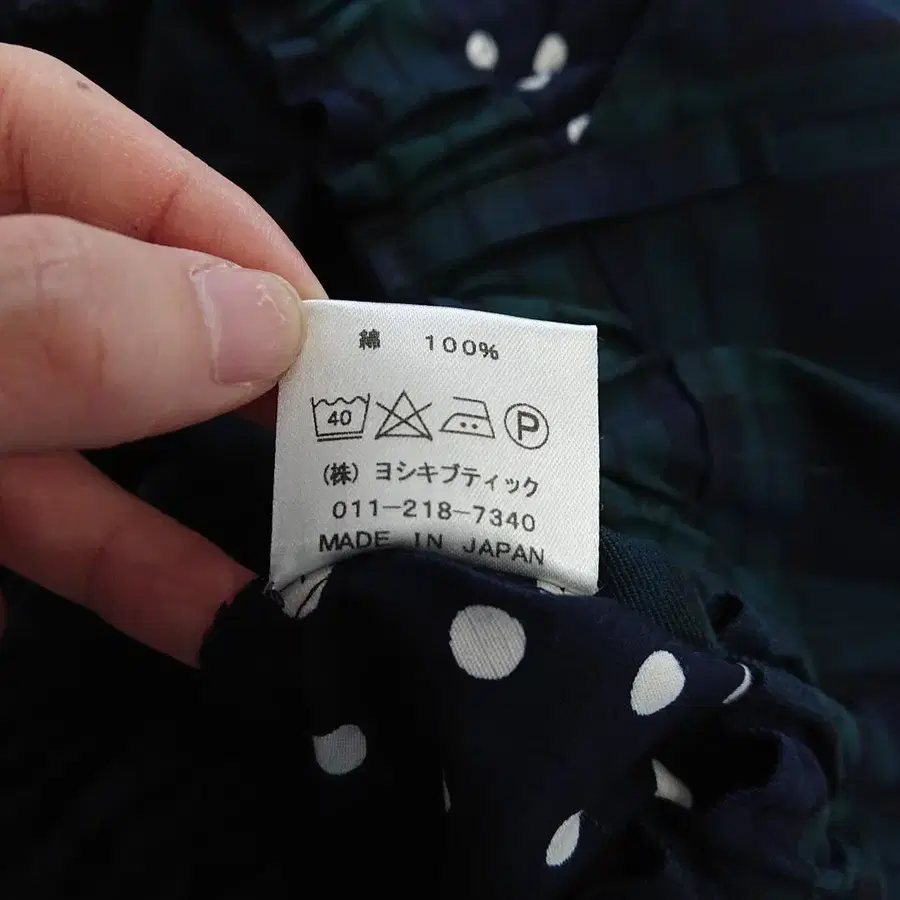 綿 100%
40 P
(株) ヨシキブティック
011-218-7340
MADE IN JAPAN